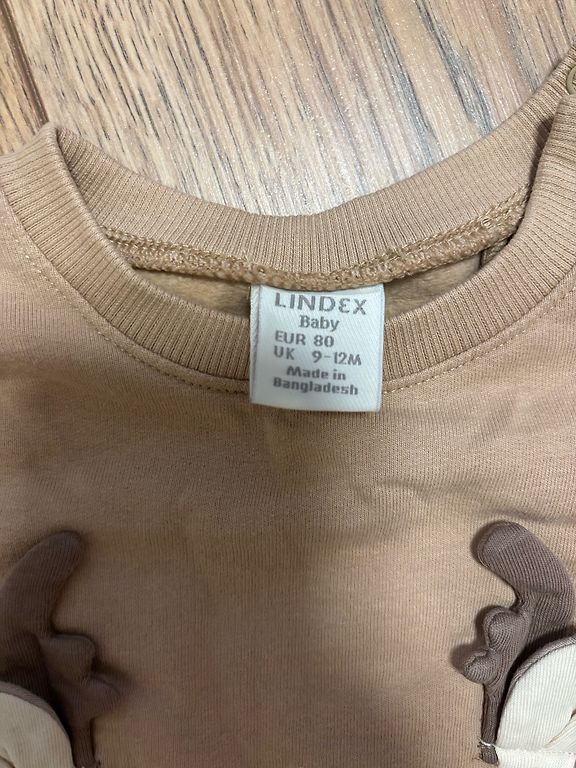 LINDEX
Baby
EUR 80
UK 9-12M
Made in
Bangladesh